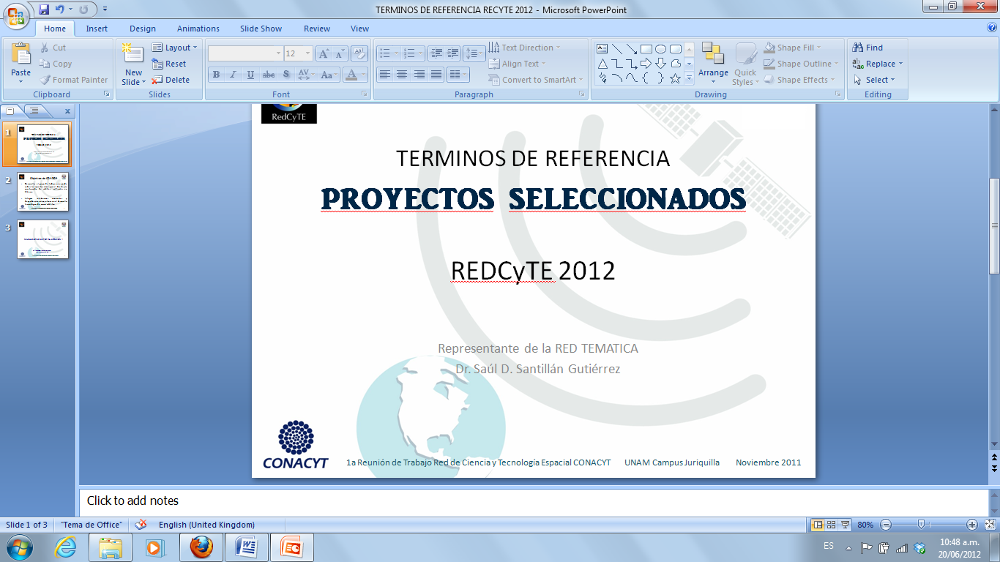 TERMINOS DE REFERENCIA RECYTE 2012 - Microsoft PowerPoint
Home Insert Design Animations Slide Show Review View
Paste
Cut
Copy
Format Painter
Clipboard
New Slide
Layout
Reset
Delete
Slides
12
Font
Text Direction
Align Text
Convert to SmartArt
Paragraph
Arrange
Quick Styles
Shape Fill
Shape Outline
Shape Effects
Drawing
Find
Replace
Select
Editing
1
2
3
RedCyTE
TERMINOS DE REFERENCIA
PROYECTOS SELECCIONADOS
REDCyTE 2012
Representante de la RED TEMATICA
Dr. Saúl D. Santillán Gutiérrez
CONACYT
1a Reunión de Trabajo Red de Ciencia y Tecnología Espacial CONACYT UNAM Campus Juriquilla Noviembre 2011
Click to add notes
Slide 1 of 3 "Tema de Office" English (United Kingdom) 80%
ES 10:48 a.m.
20/06/2012